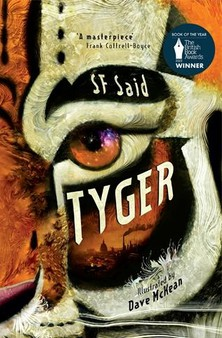 'A masterpiece'
Frank Cottrell-Boyce
BOOK OF THE YEAR
The
British
Book
Awards
WINNER
SF Said
TYGER
Illustrated by
Dave McKean